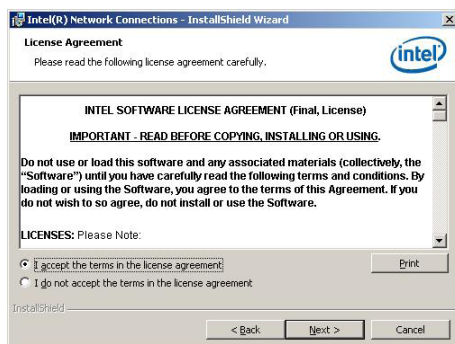 Intel(R) Network Connections - InstallShield Wizard
License Agreement
Please read the following license agreement carefully.
intel
INTEL SOFTWARE LICENSE AGREEMENT (Final, License)
IMPORTANT - READ BEFORE COPYING, INSTALLING OR USING.
Do not use or load this software and any associated materials (collectively, the
“Software”) until you have carefully read the following terms and conditions. By
loading or using the Software, you agree to the terms of this Agreement. If you
do not wish to so agree, do not install or use the Software.
LICENSES: Please Note:
I accept the terms in the license agreement
Print
I do not accept the terms in the license agreement
InstallShield
< Back
Next >
Cancel